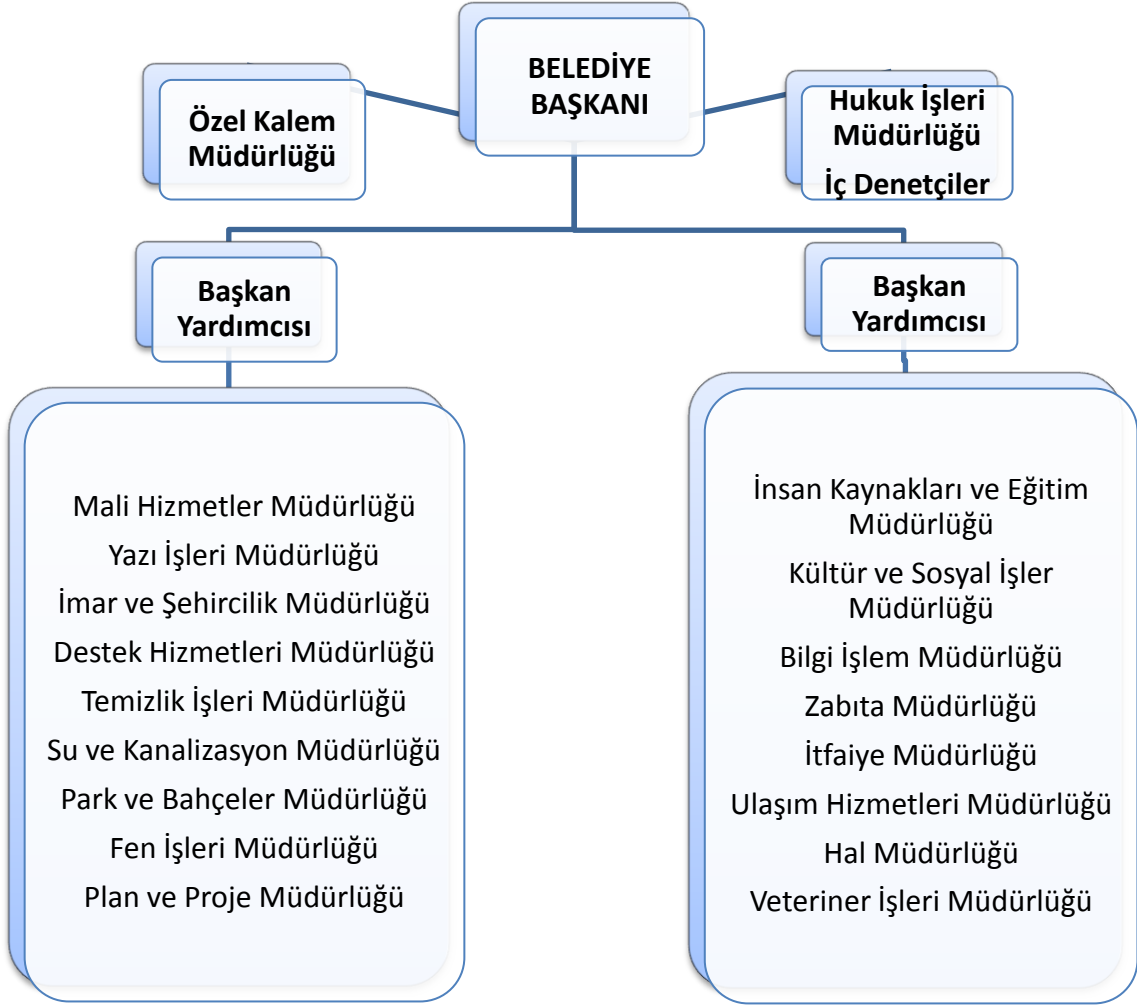 BELEDİYE
BAŞKANI
Özel Kalem
Müdürlüğü
Hukuk İşleri
Müdürlüğü
İç Denetçiler
Başkan
Yardımcısı
Başkan
Yardımcısı
Mali Hizmetler Müdürlüğü
Yazı İşleri Müdürlüğü
İmar ve Şehircilik Müdürlüğü
Destek Hizmetleri Müdürlüğü
Temizlik İşleri Müdürlüğü
Su ve Kanalizasyon Müdürlüğü
Park ve Bahçeler Müdürlüğü
Fen İşleri Müdürlüğü
Plan ve Proje Müdürlüğü
İnsan Kaynakları ve Eğitim
Müdürlüğü
Kültür ve Sosyal İşler
Müdürlüğü
Bilgi İşlem Müdürlüğü
Zabıta Müdürlüğü
İtfaiye Müdürlüğü
Ulaşım Hizmetleri Müdürlüğü
Hal Müdürlüğü
Veteriner İşleri Müdürlüğü